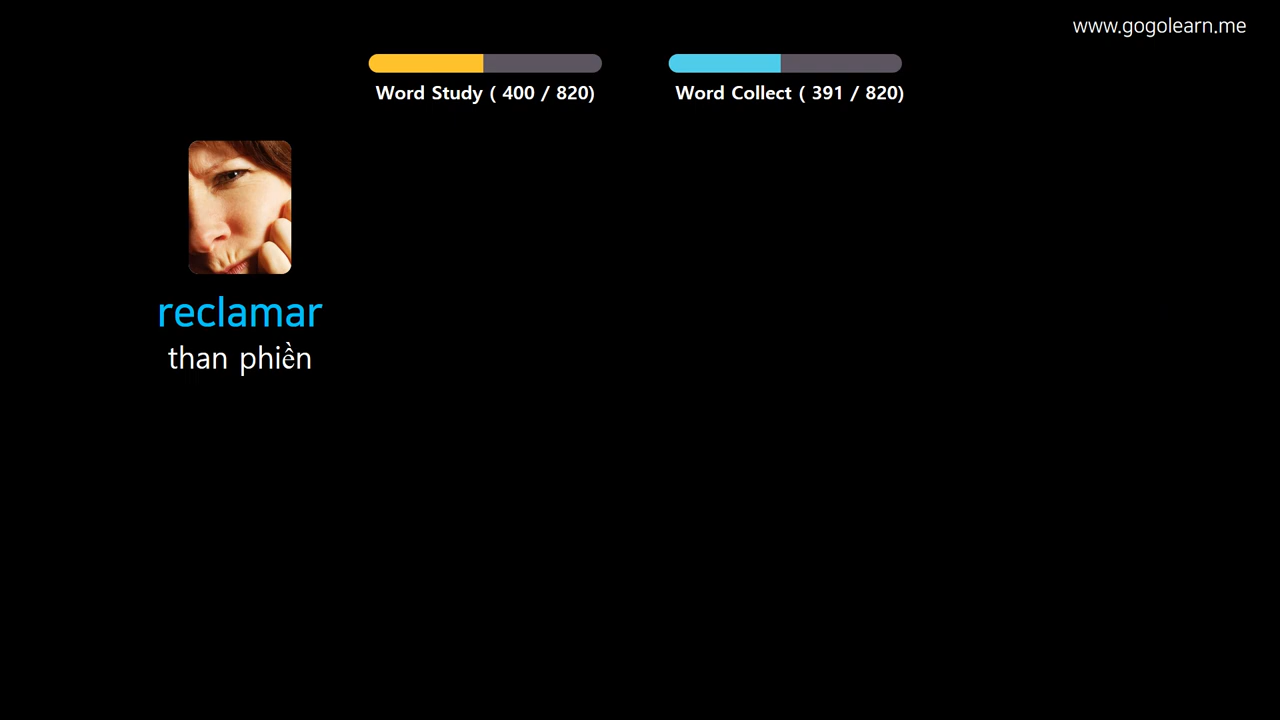 www.gogolearn.me
Word Study ( 400 / 820)
Word Collect ( 391 / 820)
reclamar
than phiền